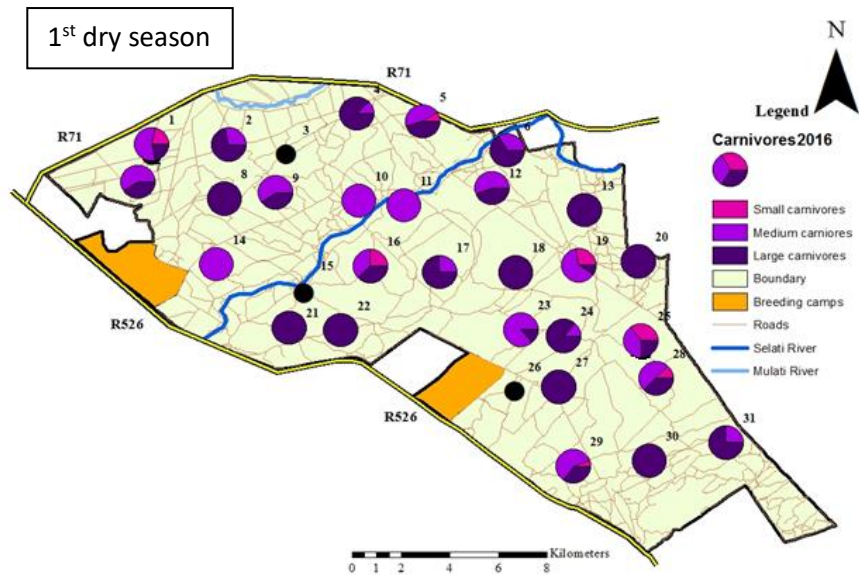 1st dry season
N
R71
R71
R526
R526
1
2
3
4
5
6
8
9
10
11
12
13
14
15
16
17
18
19
20
21
22
23
24
25
26
27
28
29
30
31
Legend
Carnivores2016
Small carnivores
Medium carniores
Large carnivores
Boundary
Breeding camps
Roads
Selati River
Mulati River
Kilometers
0 1 2 4 6 8